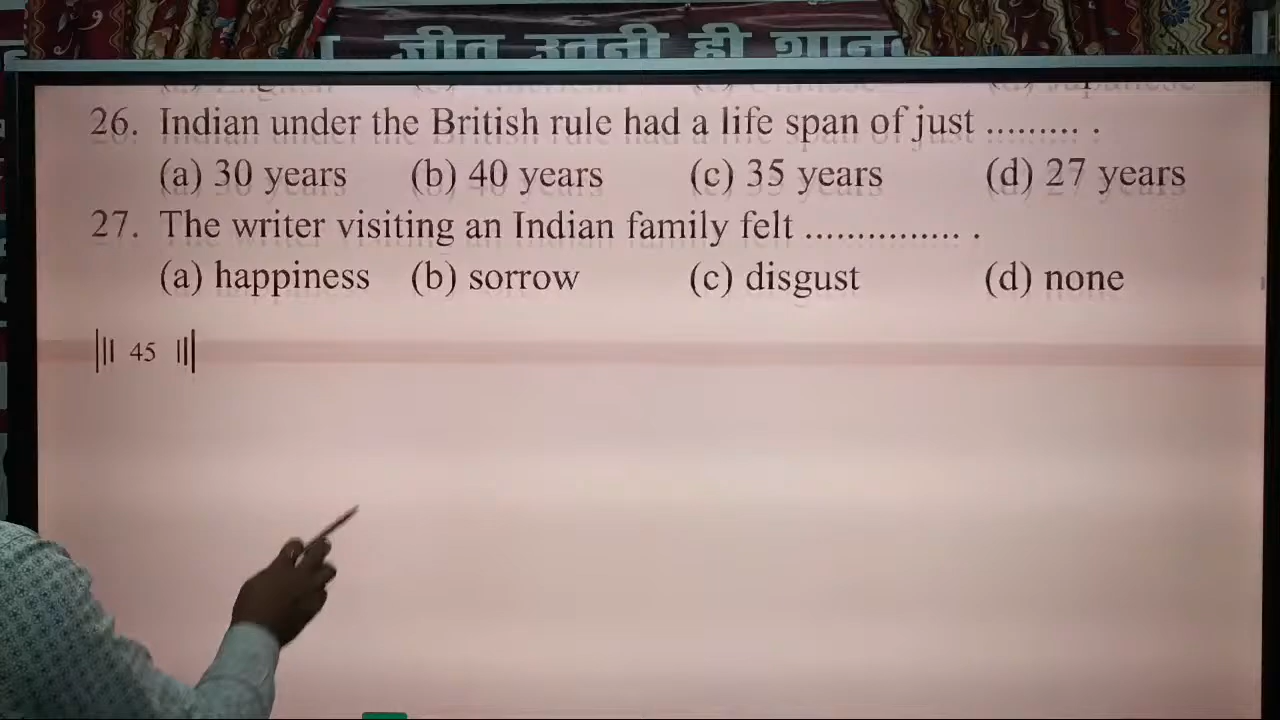 जीत उतनी ही शान
26. Indian under the British rule had a life span of just ......... .
(a) 30 years (b) 40 years (c) 35 years (d) 27 years
27. The writer visiting an Indian family felt ............... .
(a) happiness (b) sorrow (c) disgust (d) none
45